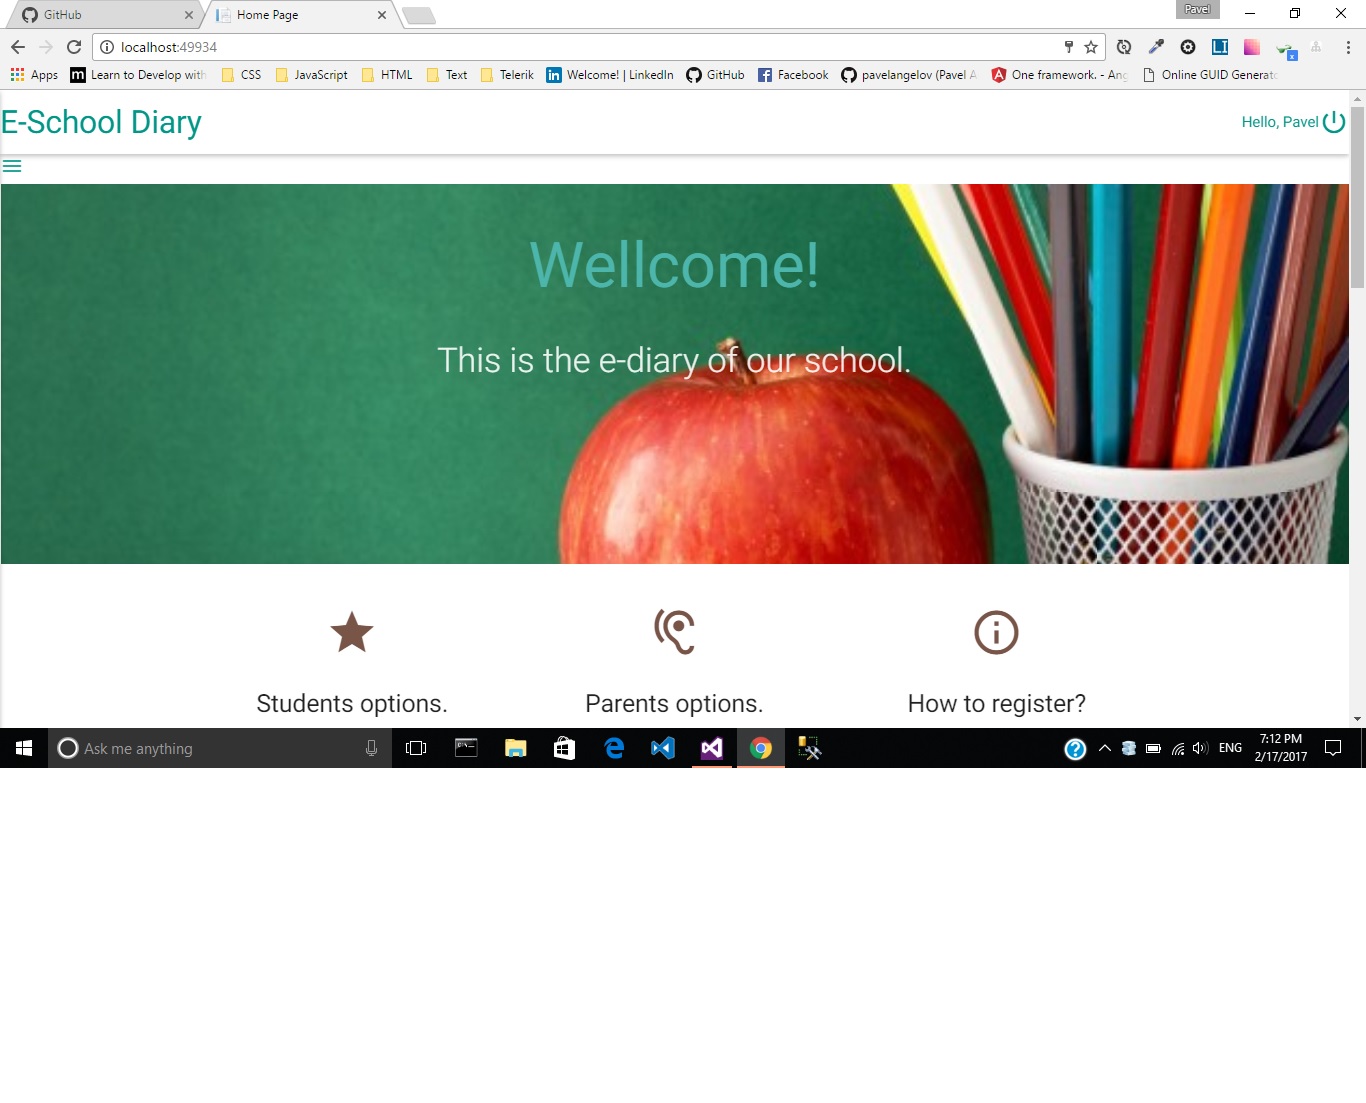 GitHub
Home Page
Pavel
localhost:49934
Apps
Learn to Develop with
CSS
JavaScript
HTML
Text
Telerik
Welcome! | LinkedIn
GitHub
Facebook
pavelangelov (Pavel A
One framework. - Ang
Online GUID Generato
E-School Diary
Hello, Pavel
Wellcome!
This is the e-diary of our school.
Students options.
Parents options.
How to register?
Ask me anything
ENG
7:12 PM
2/17/2017